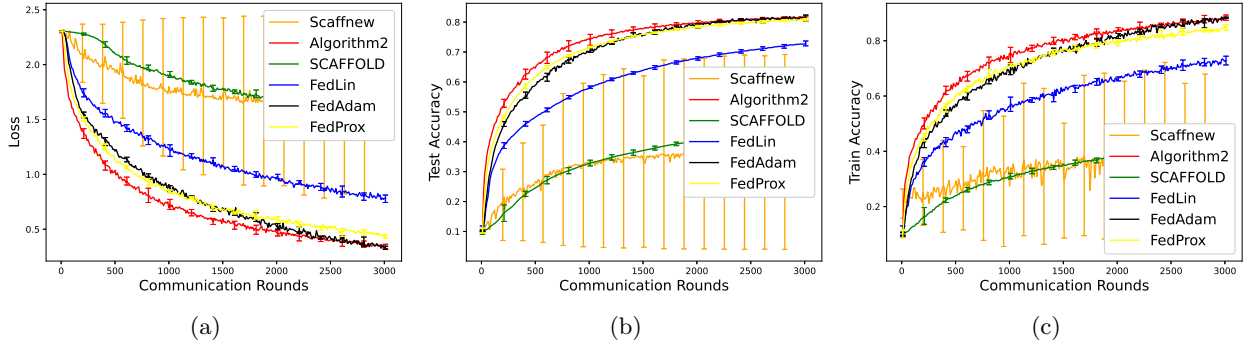 2.5
2.0
1.5
1.0
0.5
0
500
1000
1500
2000
2500
3000
Loss
Communication Rounds
Scaffnew
Algorithm2
SCAFFOLD
FedLin
FedAdam
FedProx
(a)
0.8
0.7
0.6
0.5
0.4
0.3
0.2
0.1
0
500
1000
1500
2000
2500
3000
Test Accuracy
Communication Rounds
Scaffnew
Algorithm2
SCAFFOLD
FedLin
FedAdam
FedProx
(b)
0.8
0.6
0.4
0.2
0
500
1000
1500
2000
2500
3000
Train Accuracy
Communication Rounds
Scaffnew
Algorithm2
SCAFFOLD
FedLin
FedAdam
FedProx
(c)